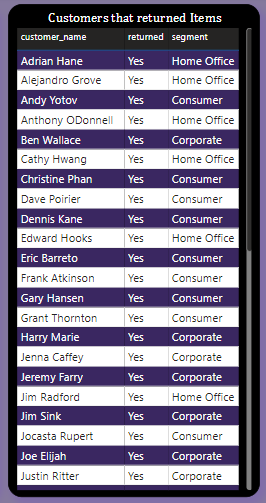 Customers that returned Items
customer_name returned segment
Adrian Hane Yes Home Office
Alejandro Grove Yes Home Office
Andy Yotov Yes Consumer
Anthony ODonnell Yes Home Office
Ben Wallace Yes Corporate
Cathy Hwang Yes Home Office
Christine Phan Yes Consumer
Dave Poirier Yes Consumer
Dennis Kane Yes Consumer
Edward Hooks Yes Home Office
Eric Barreto Yes Consumer
Frank Atkinson Yes Consumer
Gary Hansen Yes Consumer
Grant Thornton Yes Consumer
Harry Marie Yes Corporate
Jenna Caffey Yes Corporate
Jeremy Farry Yes Corporate
Jim Radford Yes Home Office
Jim Sink Yes Corporate
Jocasta Rupert Yes Consumer
Joe Elijah Yes Corporate
Justin Ritter Yes Corporate